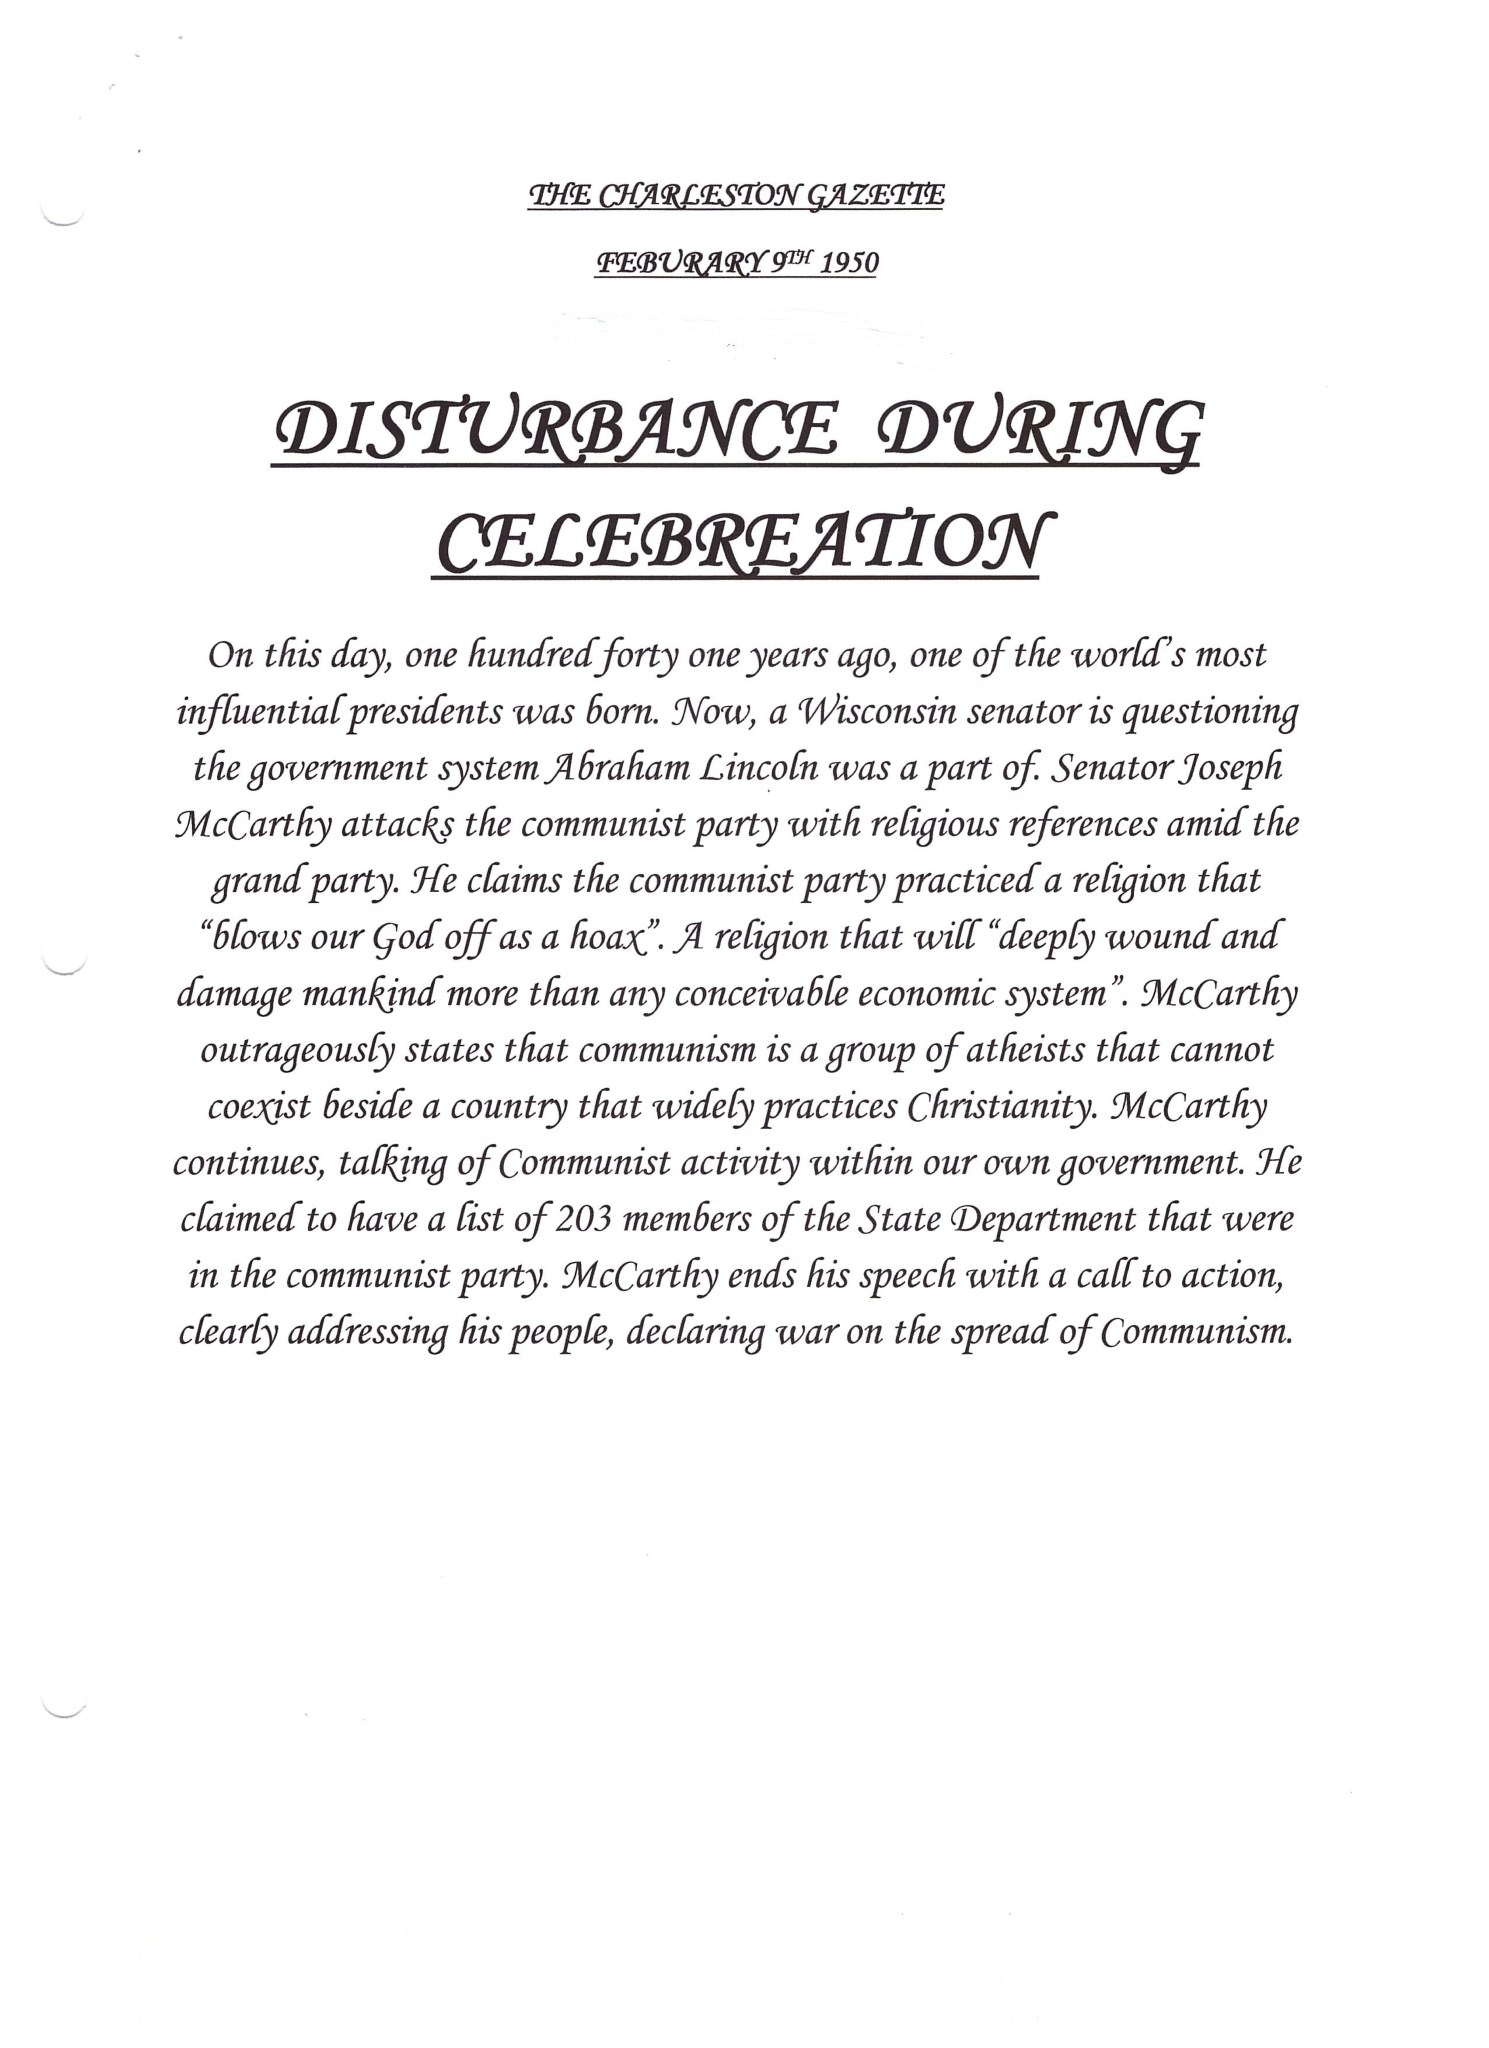 THE CHARLESTON GAZETTE
FEBURARY 9TH 1950
DISTURBANCE DURING
CELEBREATION
On this day, one hundred forty one years ago, one of the world's most
influential presidents was born. Now, a Wisconsin senator is questioning
the government system Abraham Lincoln was a part of. Senator Joseph
McCarthy attacks the communist party with religious references amid the
grand party. He claims the communist party practiced a religion that
“blows our God off as a hoax”. A religion that will “deeply wound and
damage mankind more than any conceivable economic system”. McCarthy
outrageously states that communism is a group of atheists that cannot
coexist beside a country that widely practices Christianity. McCarthy
continues, talking of Communist activity within our own government. He
claimed to have a list of 203 members of the State Department that were
in the communist party. McCarthy ends his speech with a call to action,
clearly addressing his people, declaring war on the spread of Communism.